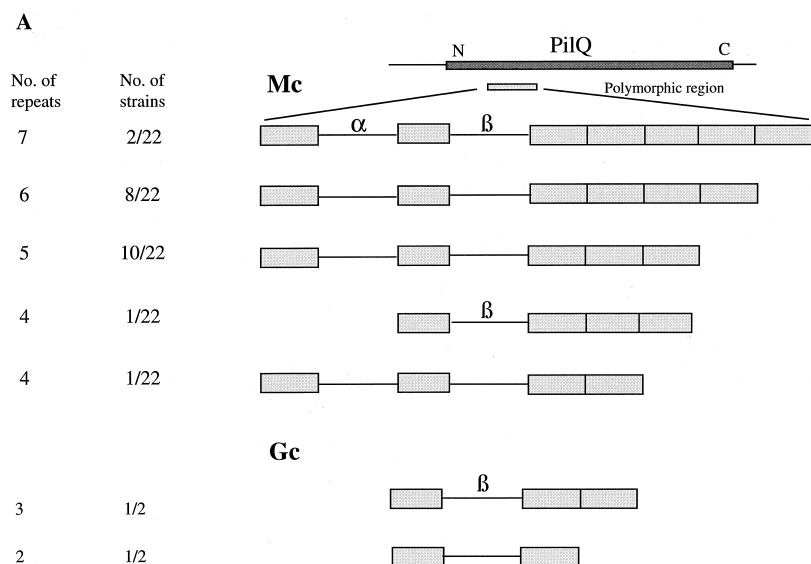 A
N PilQ C
No. of repeats
No. of strains
Mc
Polymorphic region
7 2/22 α ß
6 8/22
5 10/22
4 1/22 ß
4 1/22
Gc
3 1/2 ß
2 1/2